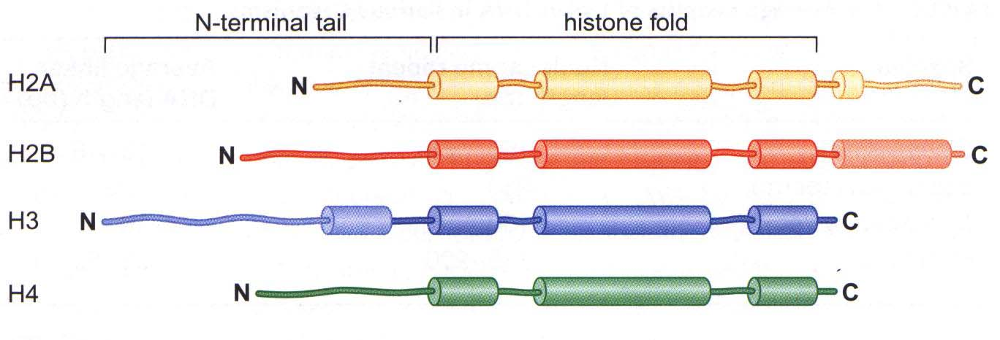 N-terminal tail histone fold
H2A N C
H2B N C
H3 N C
H4 N C